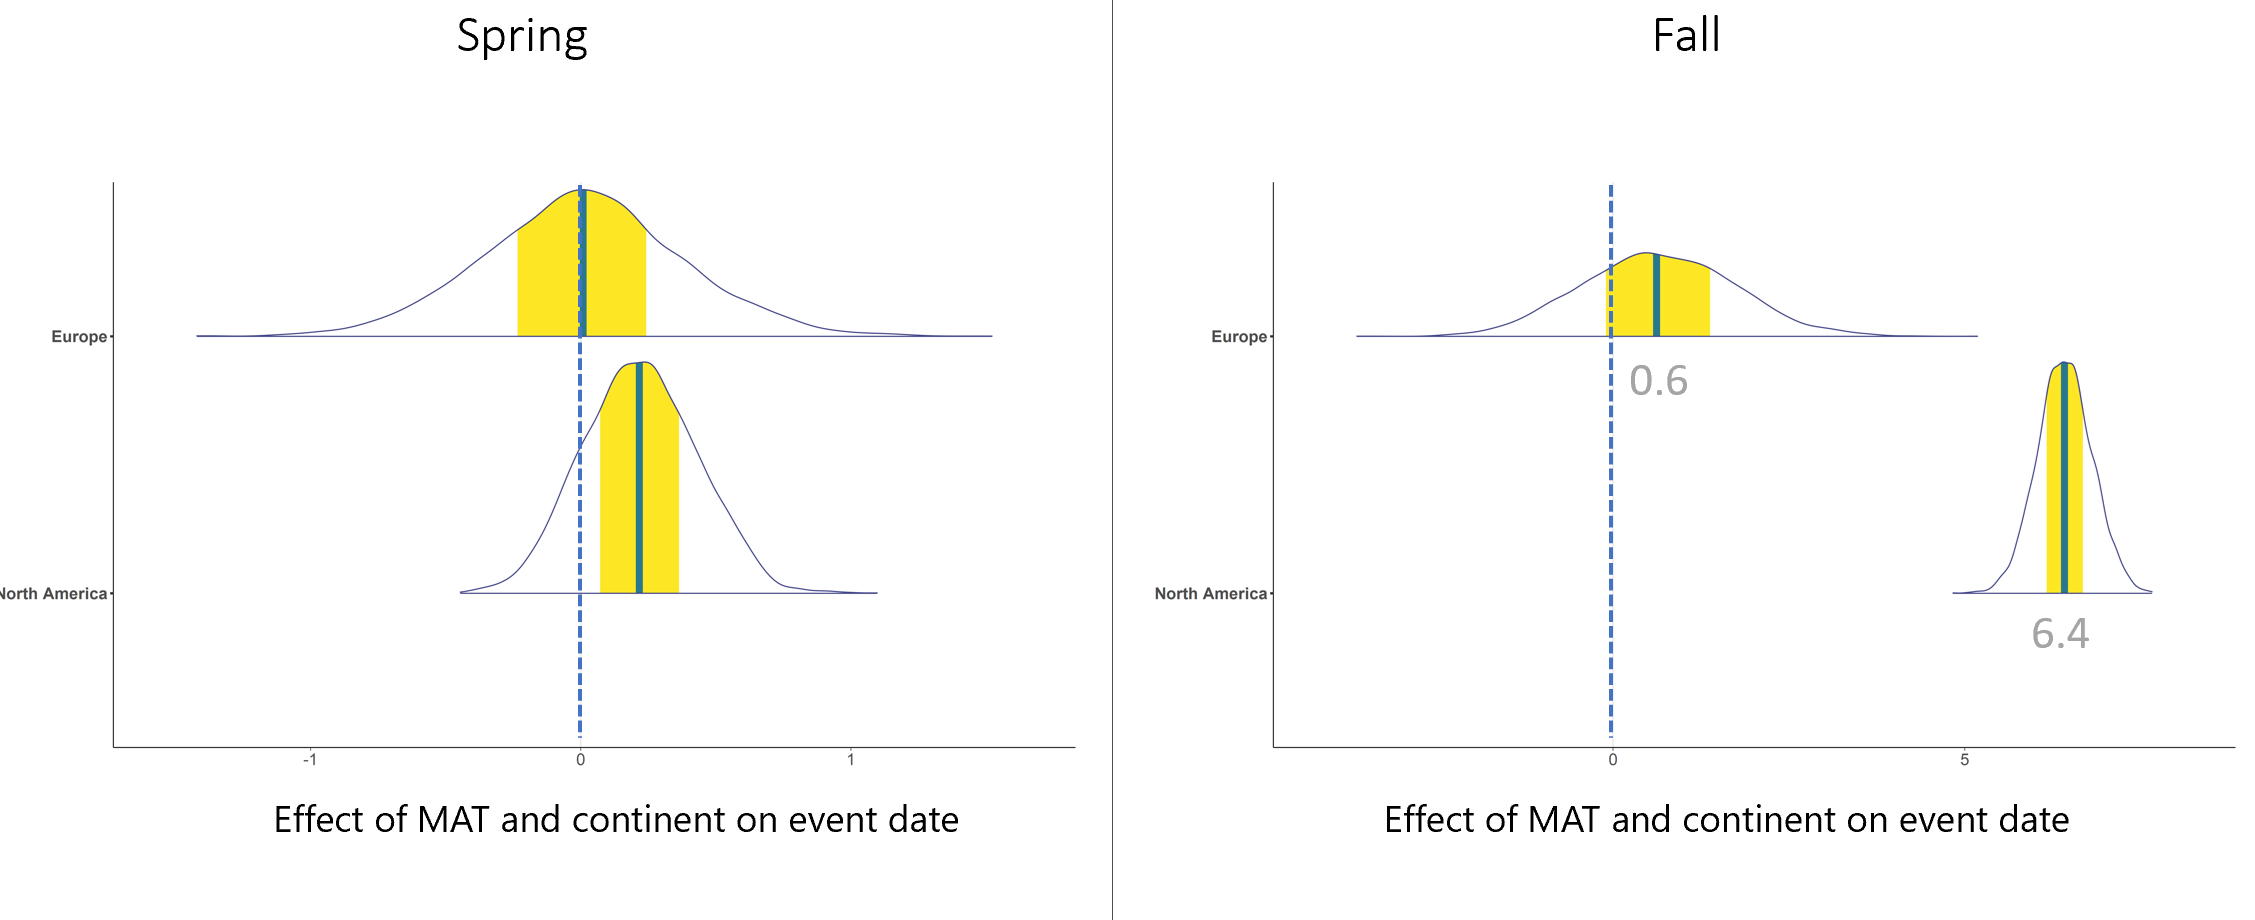 Spring
Europe
North America
-1 0 1
Effect of MAT and continent on event date
Fall
Europe
0.6
North America
6.4
0 5
Effect of MAT and continent on event date